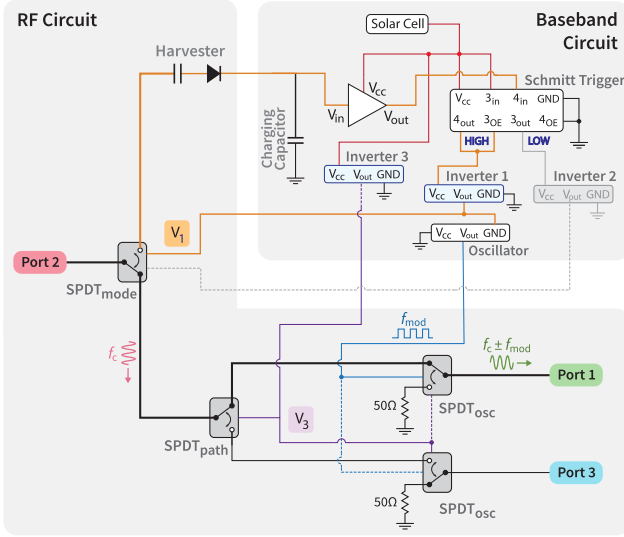 RF Circuit
Baseband
Circuit
Solar Cell
Harvester
Schmitt Trigger
Vcc
Vin
Vout
Vcc 3in 4in GND
4out 3OE 3out 4OE
HIGH
LOW
Charging
Capacitor
Inverter 3
Vcc Vout GND
Inverter 1
Vcc Vout GND
Inverter 2
Vcc Vout GND
V1
Vcc Vout GND
Oscillator
Port 2
SPDTmode
fmod
fc
fc ± fmod
Port 1
50Ω
SPDTosc
V3
SPDTpath
Port 3
50Ω
SPDTosc